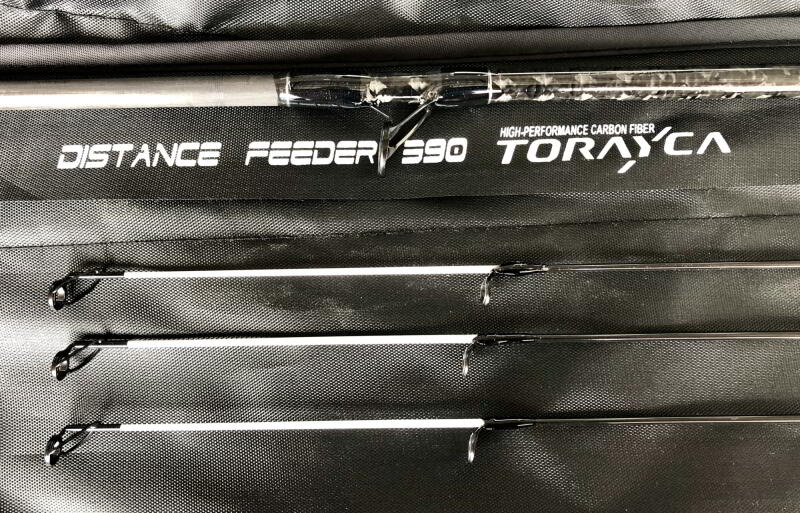 DISTANCE FEEDER 390
HIGH-PERFORMANCE CARBON FIBER
TORAYCA